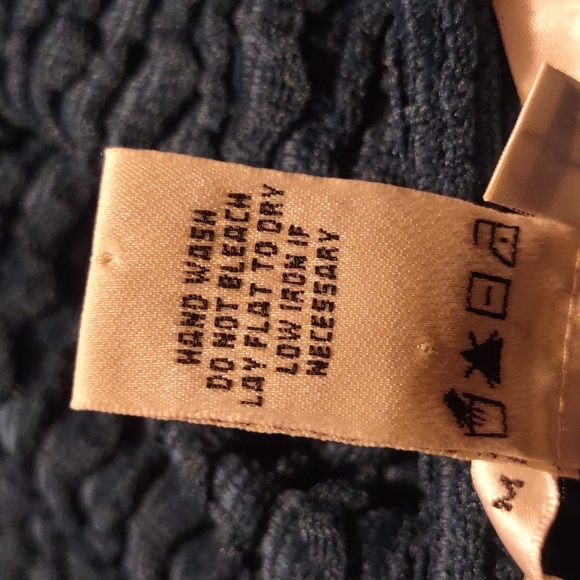 HAND WASH
DO NOT BLEACH
LAY FLAT TO DRY
LOW IRON IF
NECESSARY
M